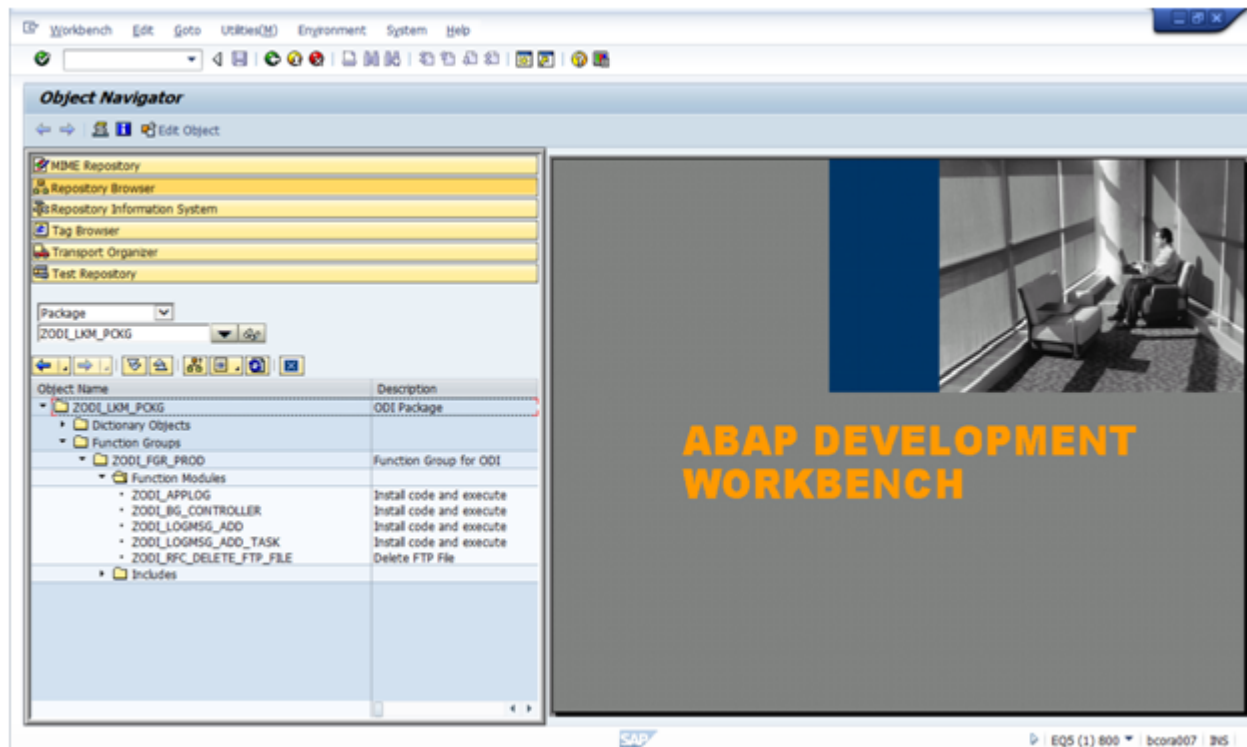 Workbench Edit Goto Utilities(M) Environment System Help
Object Navigator
Edit Object
MIME Repository
Repository Browser
Repository Information System
Tag Browser
Transport Organizer
Test Repository
Package
ZODI_LKM_PCKG
Object Name Description
ZODI_LKM_PCKG ODI Package
Dictionary Objects
Function Groups
ZODI_FGR_PROD Function Group for ODI
Function Modules
ZODI_APPLOG Install code and execute
ZODI_BG_CONTROLLER Install code and execute
ZODI_LOGMSG_ADD Install code and execute
ZODI_LOGMSG_ADD_TASK Install code and execute
ZODI_RFC_DELETE_FTP_FILE Delete FTP File
Includes
ABAP DEVELOPMENT
WORKBENCH
SAP
EQ5 (1) 800 bcora007 INS